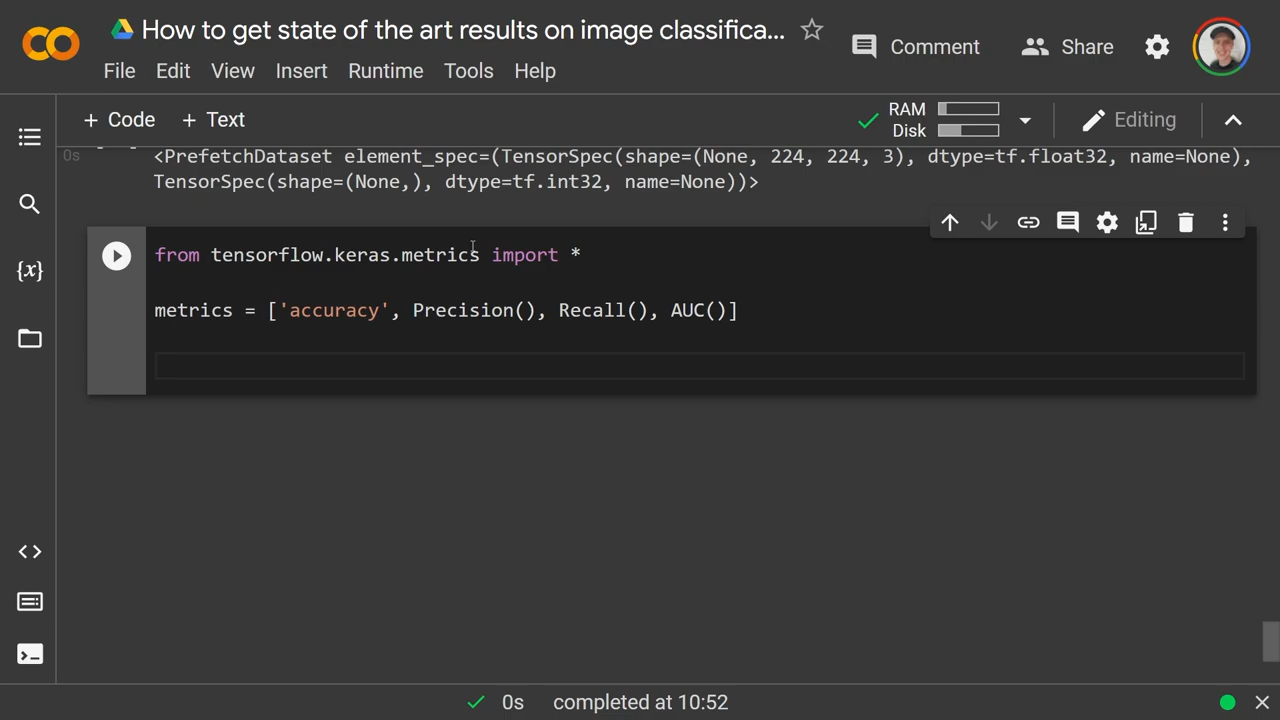 How to get state of the art results on image classifica...
Comment
Share
File Edit View Insert Runtime Tools Help
+ Code + Text
RAM
Disk
Editing
0s
<PrefetchDataset element_spec=(TensorSpec(shape=(None, 224, 224, 3), dtype=tf.float32, name=None),
TensorSpec(shape=(None,), dtype=tf.int32, name=None))>
from tensorflow.keras.metrics import *
metrics = ['accuracy', Precision(), Recall(), AUC()]
{x}
0s completed at 10:52